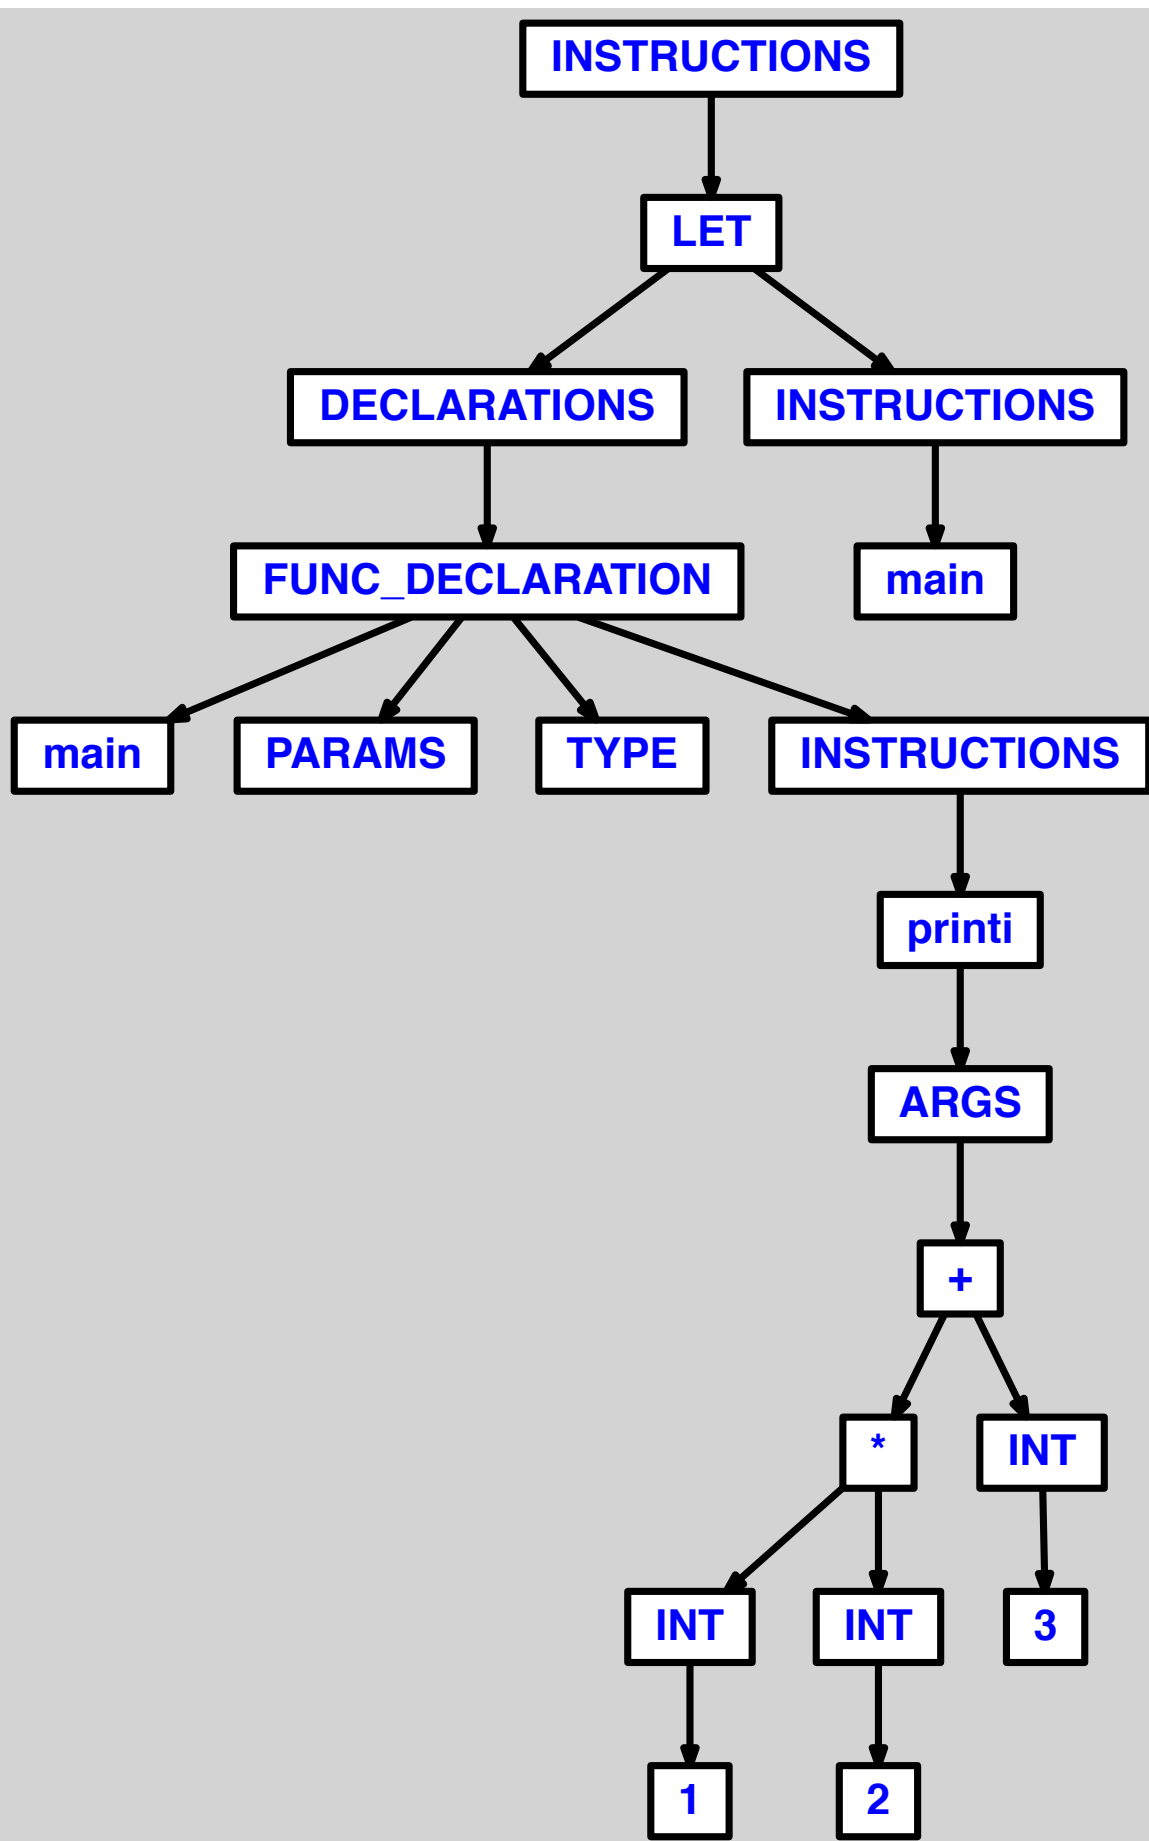 INSTRUCTIONS
LET
DECLARATIONS
INSTRUCTIONS
FUNC_DECLARATION
main
main
PARAMS
TYPE
INSTRUCTIONS
printi
ARGS
+
*
INT
INT
INT
3
1
2